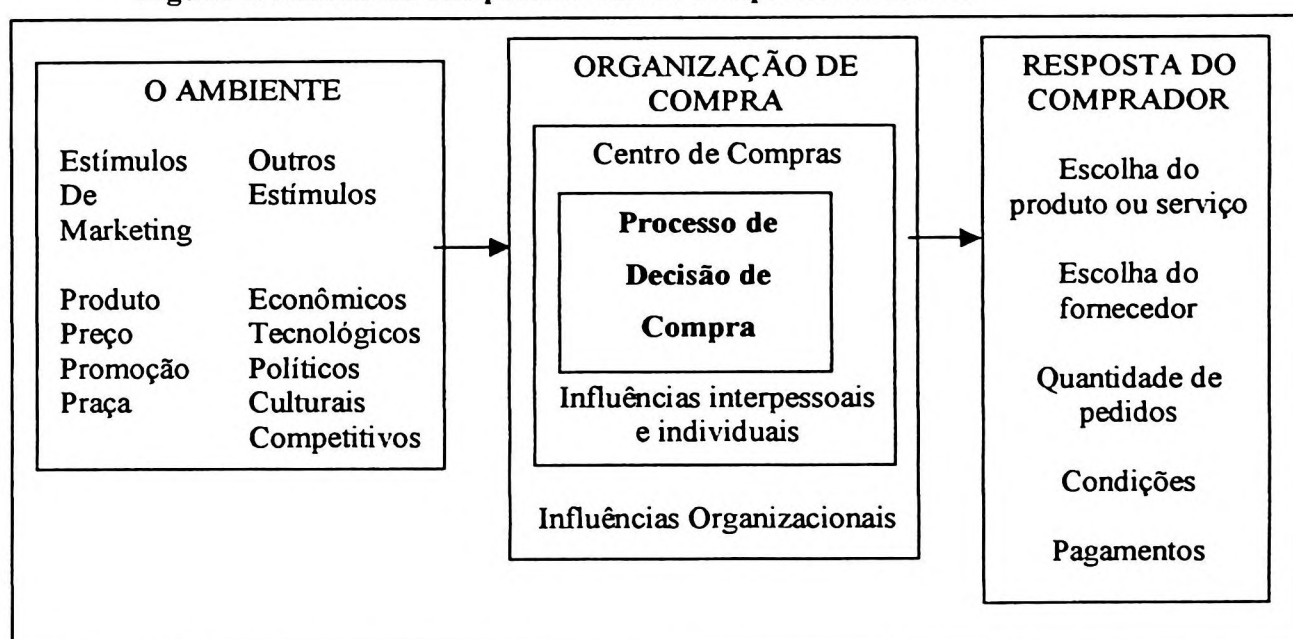 O AMBIENTE
Estímulos Outros
De Estímulos
Marketing
Produto Econômicos
Preço Tecnológicos
Promoção Políticos
Praça Culturais
Competitivos
ORGANIZAÇÃO DE
COMPRA
Centro de Compras
Processo de
Decisão de
Compra
Influências interpessoais
e individuais
Influências Organizacionais
RESPOSTA DO
COMPRADOR
Escolha do
produto ou serviço
Escolha do
fornecedor
Quantidade de
pedidos
Condições
Pagamentos